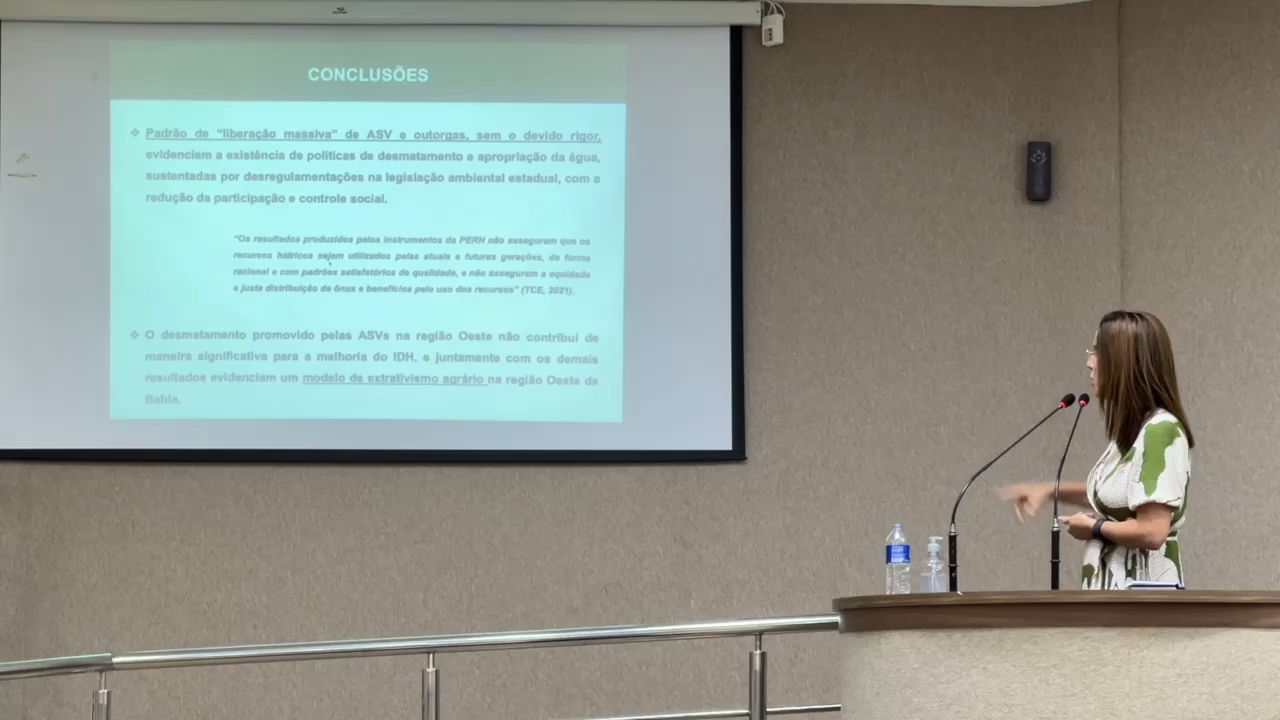 CONCLUSÕES
❖ Padrão de "liberação massiva" de ASV e outorgas, sem o devido rigor,
evidenciam a existência de políticas de desmatamento e apropriação da água,
sustentadas por desregulamentações na legislação ambiental estadual, com a
redução da participação e controle social.
"Os resultados produzidos pelos instrumentos da PERH não asseguram que os
recursos hídricos sejam utilizados pelas atuais e futuras gerações, de forma
racional e com padrões satisfatórios de qualidade, e não asseguram a equidade
e justa distribuição de ônus e benefícios pelo uso dos recursos" (TCE, 2021).
❖ O desmatamento promovido pelas ASVs na região Oeste não contribui de
maneira significativa para a melhoria do IDH, e juntamente com os demais
resultados evidenciam um modelo de extrativismo agrário na região Oeste da
Bahia.